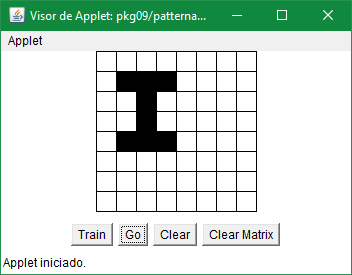 Visor de Applet: pkg09/patterna...
Applet
I
Train Go Clear Clear Matrix
Applet iniciado.